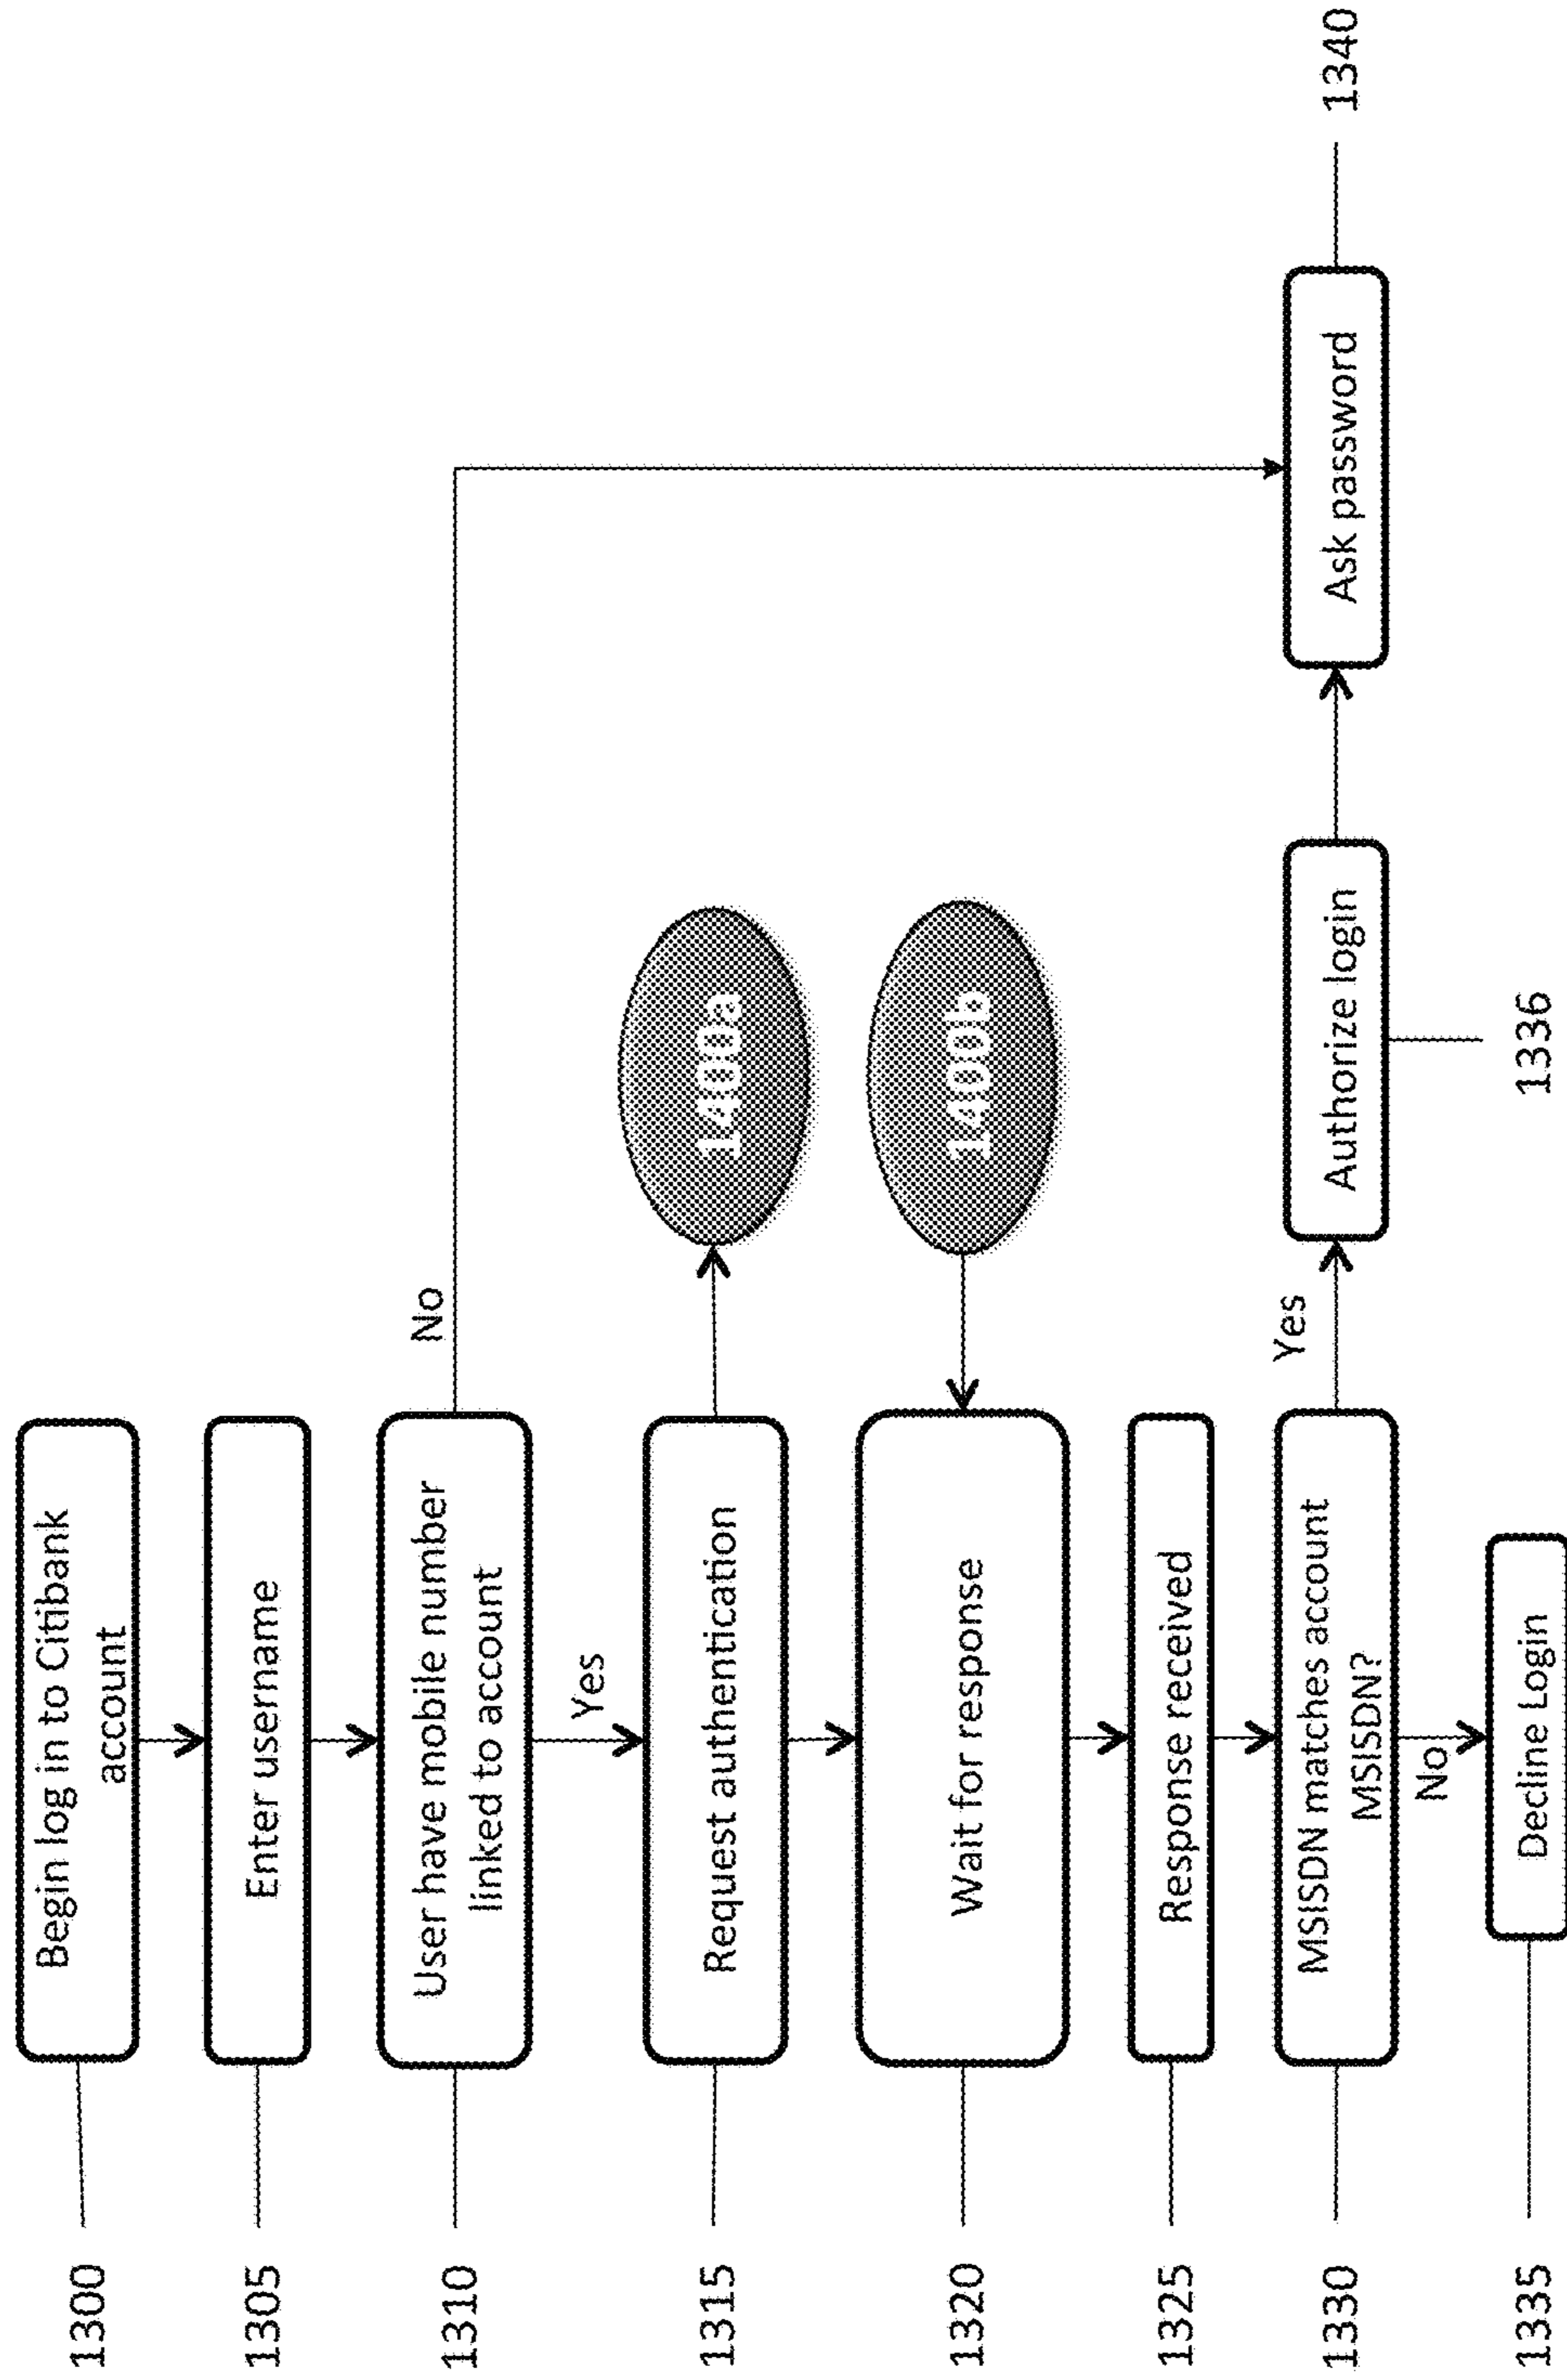 1300
Begin log in to Citibank
account
1305
Enter username
1310
User have mobile number
linked to account
No
Yes
1315
Request authentication
1400a
1320
Wait for response
1400b
1325
Response received
1330
MSISDN matches account
MSISDN?
Yes
Authorize login
1336
Ask password
1340
No
1335
Decline Login